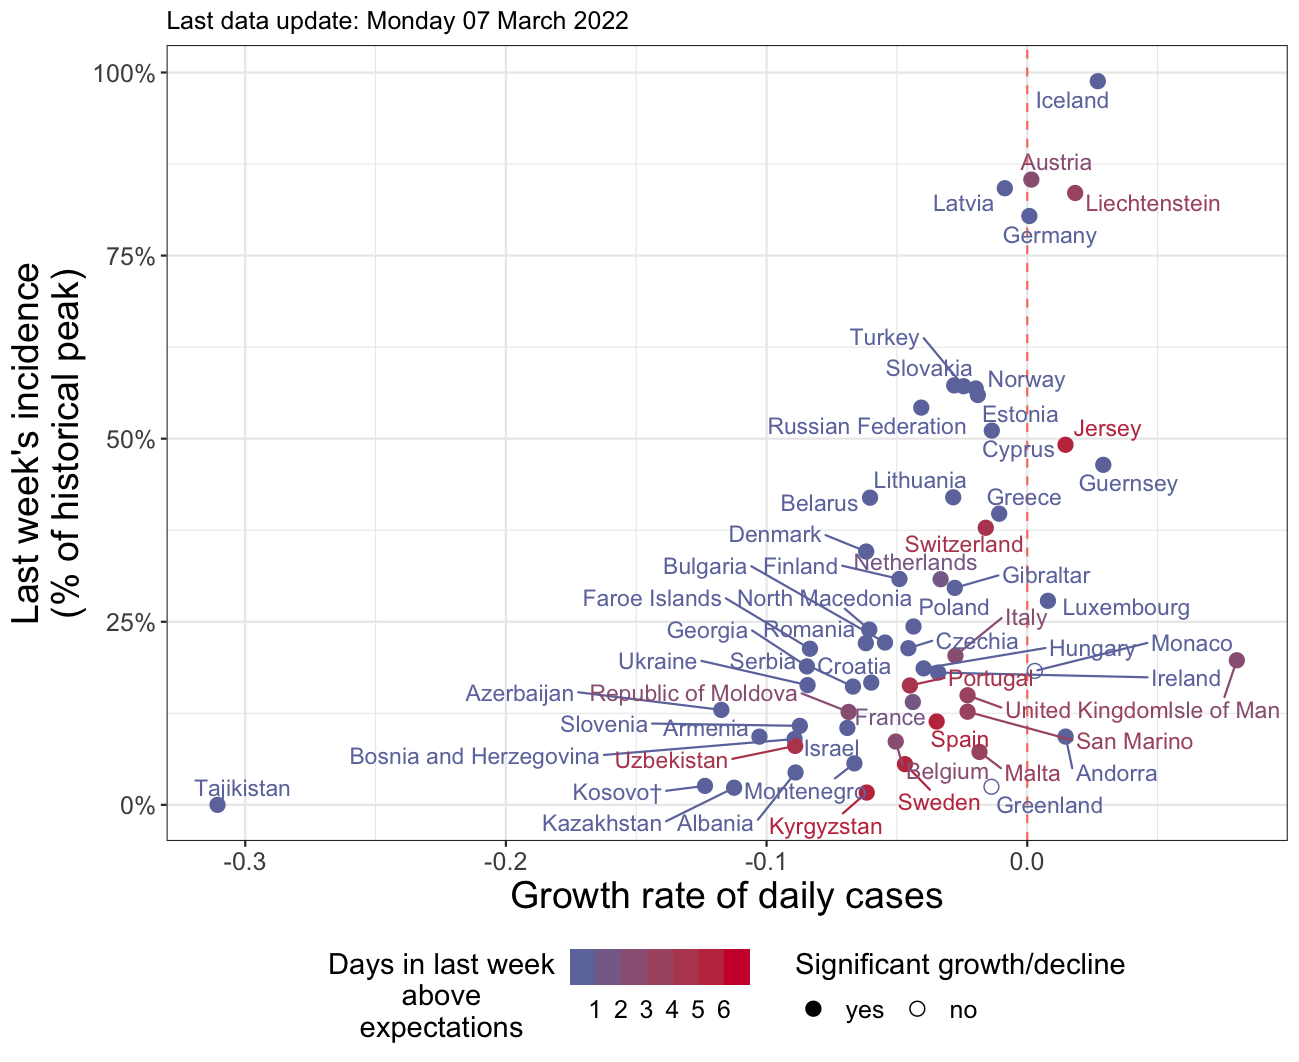 Last data update: Monday 07 March 2022
Last week's incidence
(% of historical peak)
100%
75%
50%
25%
0%
Iceland
Austria
Latvia
Liechtenstein
Germany
Turkey
Slovakia
Norway
Estonia
Russian Federation
Jersey
Cyprus
Lithuania
Guernsey
Belarus
Greece
Denmark
Switzerland
Netherlands
Bulgaria
Finland
Gibraltar
Faroe Islands
North Macedonia
Poland
Luxembourg
Italy
Georgia
Romania
Czechia
Hungary
Monaco
Ukraine
Serbia
Croatia
Portugal
Ireland
Azerbaijan
Republic of Moldova
France
United Kingdom
Isle of Man
Slovenia
Armenia
Spain
San Marino
Bosnia and Herzegovina
Uzbekistan
Israel
Belgium
Malta
Andorra
Tajikistan
Kosovo†
Montenegro
Sweden
Greenland
Kazakhstan
Albania
Kyrgyzstan
-0.3
-0.2
-0.1
0.0
Growth rate of daily cases
Days in last week
above
expectations
1 2 3 4 5 6
Significant growth/decline
yes
no